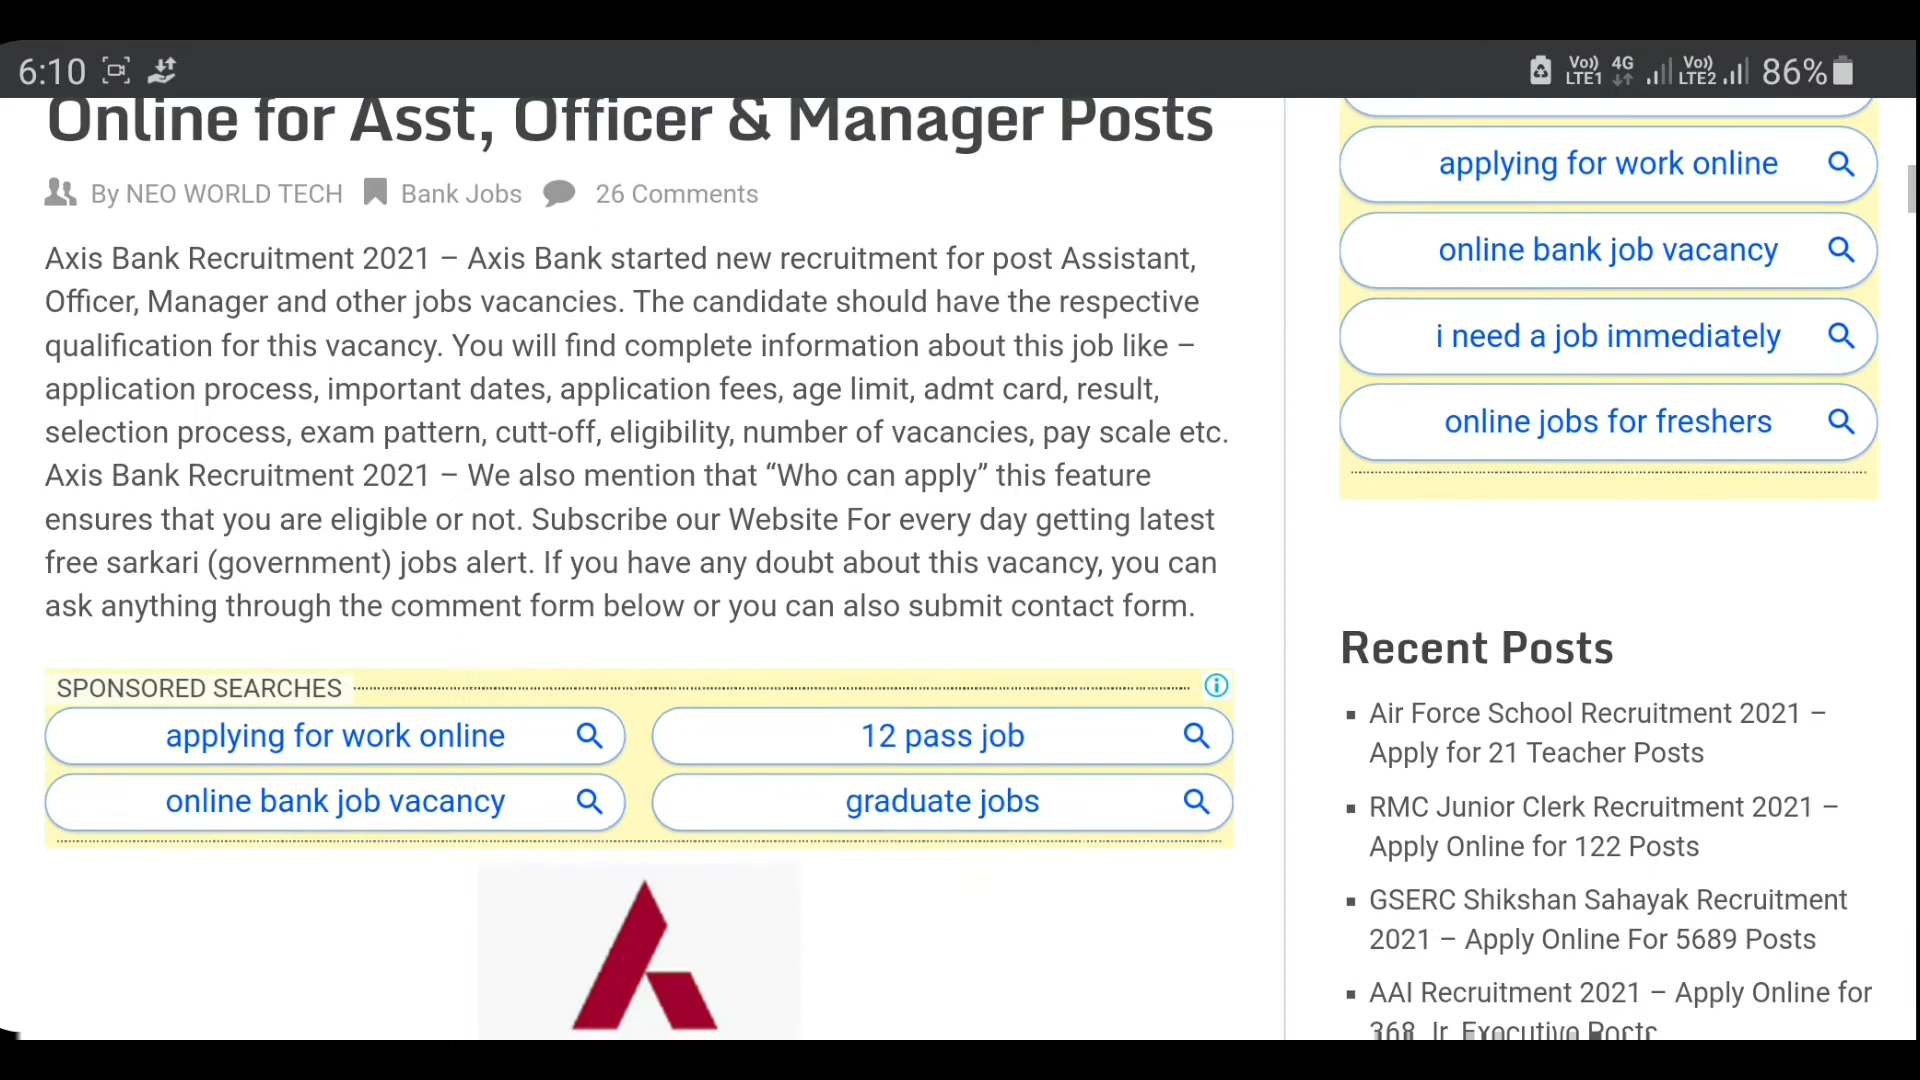 6:10 Vo)) LTE1 4G Vo)) LTE2 86%
Online for Asst, Officer & Manager Posts
By NEO WORLD TECH Bank Jobs 26 Comments
Axis Bank Recruitment 2021 – Axis Bank started new recruitment for post Assistant,
Officer, Manager and other jobs vacancies. The candidate should have the respective
qualification for this vacancy. You will find complete information about this job like –
application process, important dates, application fees, age limit, admt card, result,
selection process, exam pattern, cutt-off, eligibility, number of vacancies, pay scale etc.
Axis Bank Recruitment 2021 – We also mention that “Who can apply” this feature
ensures that you are eligible or not. Subscribe our Website For every day getting latest
free sarkari (government) jobs alert. If you have any doubt about this vacancy, you can
ask anything through the comment form below or you can also submit contact form.
SPONSORED SEARCHES
applying for work online
12 pass job
online bank job vacancy
graduate jobs
applying for work online
online bank job vacancy
i need a job immediately
online jobs for freshers
Recent Posts
Air Force School Recruitment 2021 –
Apply for 21 Teacher Posts
RMC Junior Clerk Recruitment 2021 –
Apply Online for 122 Posts
GSERC Shikshan Sahayak Recruitment
2021 – Apply Online For 5689 Posts
AAI Recruitment 2021 – Apply Online for
368 Jr. Executive Posts